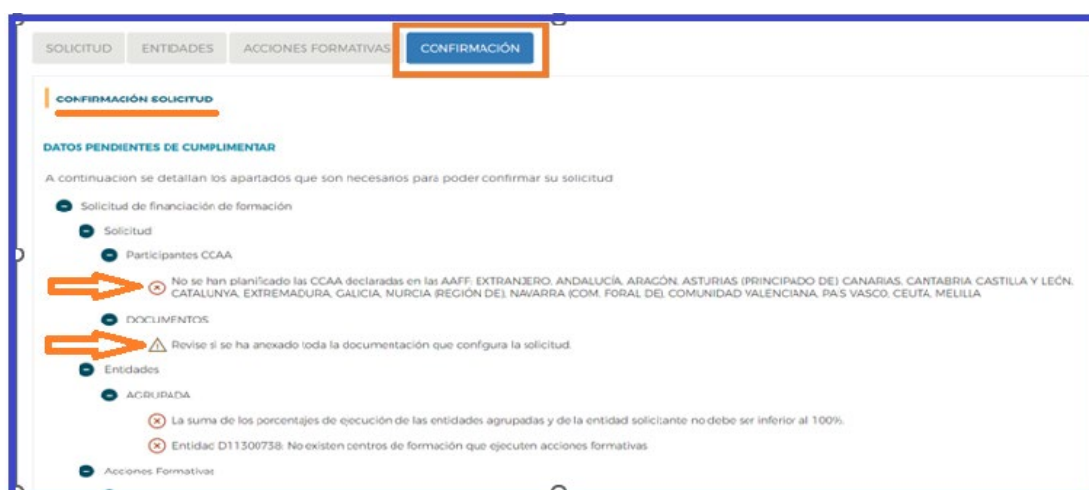 SOLICITUD ENTIDADES ACCIONES FORMATIVAS CONFIRMACIÓN
CONFIRMACIÓN SOLICITUD
DATOS PENDIENTES DE CUMPLIMENTAR
A continuación se detallan los apartados que son necesarios para poder confirmar su solicitud
Solicitud de financiación de formación
Solicitud
Participantes CCAA
No se han planificado las CCAA declaradas en las AAFF: EXTRANJERO, ANDALUCÍA, ARAGÓN, ASTURIAS (PRINCIPADO DE) CANARIAS, CANTABRIA CASTILLA Y LEÓN,
CATALUNYA, EXTREMADURA, GALICIA, MURCIA (REGIÓN DE), NAVARRA (COM. FORAL DE), COMUNIDAD VALENCIANA, PAIS VASCO, CEUTA, MELILLA
DOCUMENTOS
Revise si se ha anexado toda la documentación que configura la solicitud.
Entidades
AGRUPADA
La suma de los porcentajes de ejecución de las entidades agrupadas y de la entidad solicitante no debe ser inferior al 100%.
Entidad D11300738: No existen centros de formación que ejecuten acciones formativas
Acciones Formativas